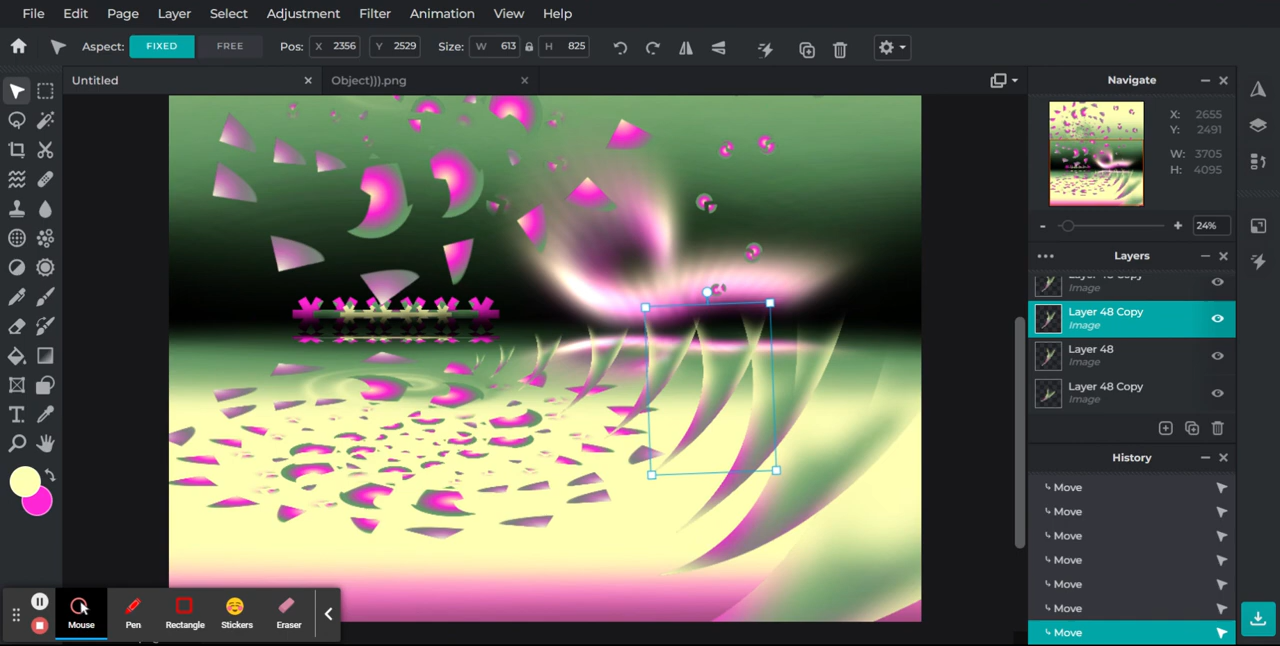 File Edit Page Layer Select Adjustment Filter Animation View Help
Aspect: FIXED FREE Pos: X 2356 Y 2529 Size: W 613 H 825
Untitled Object))).png
Navigate
X: 2655
Y: 2491
W: 3705
H: 4095
- + 24%
Layers
Image
Layer 48 Copy
Image
Layer 48
Image
Layer 48 Copy
Image
History
Move
Move
Move
Move
Move
Move
Move
Mouse Pen Rectangle Stickers Eraser